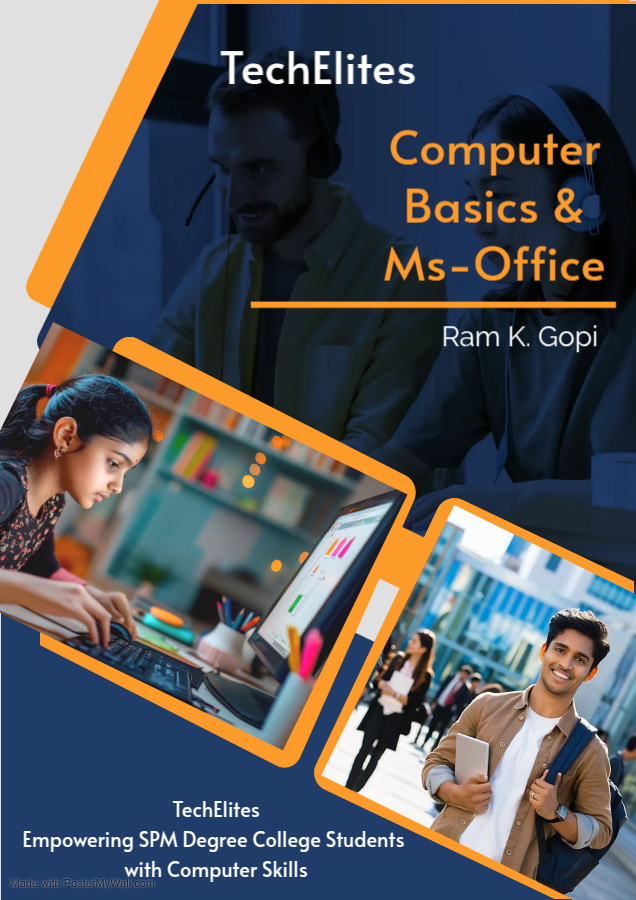 TechElites
Computer
Basics &
Ms-Office
Ram K. Gopi
TechElites
Empowering SPM Degree College Students
with Computer Skills
Made with PosterMyWall.com